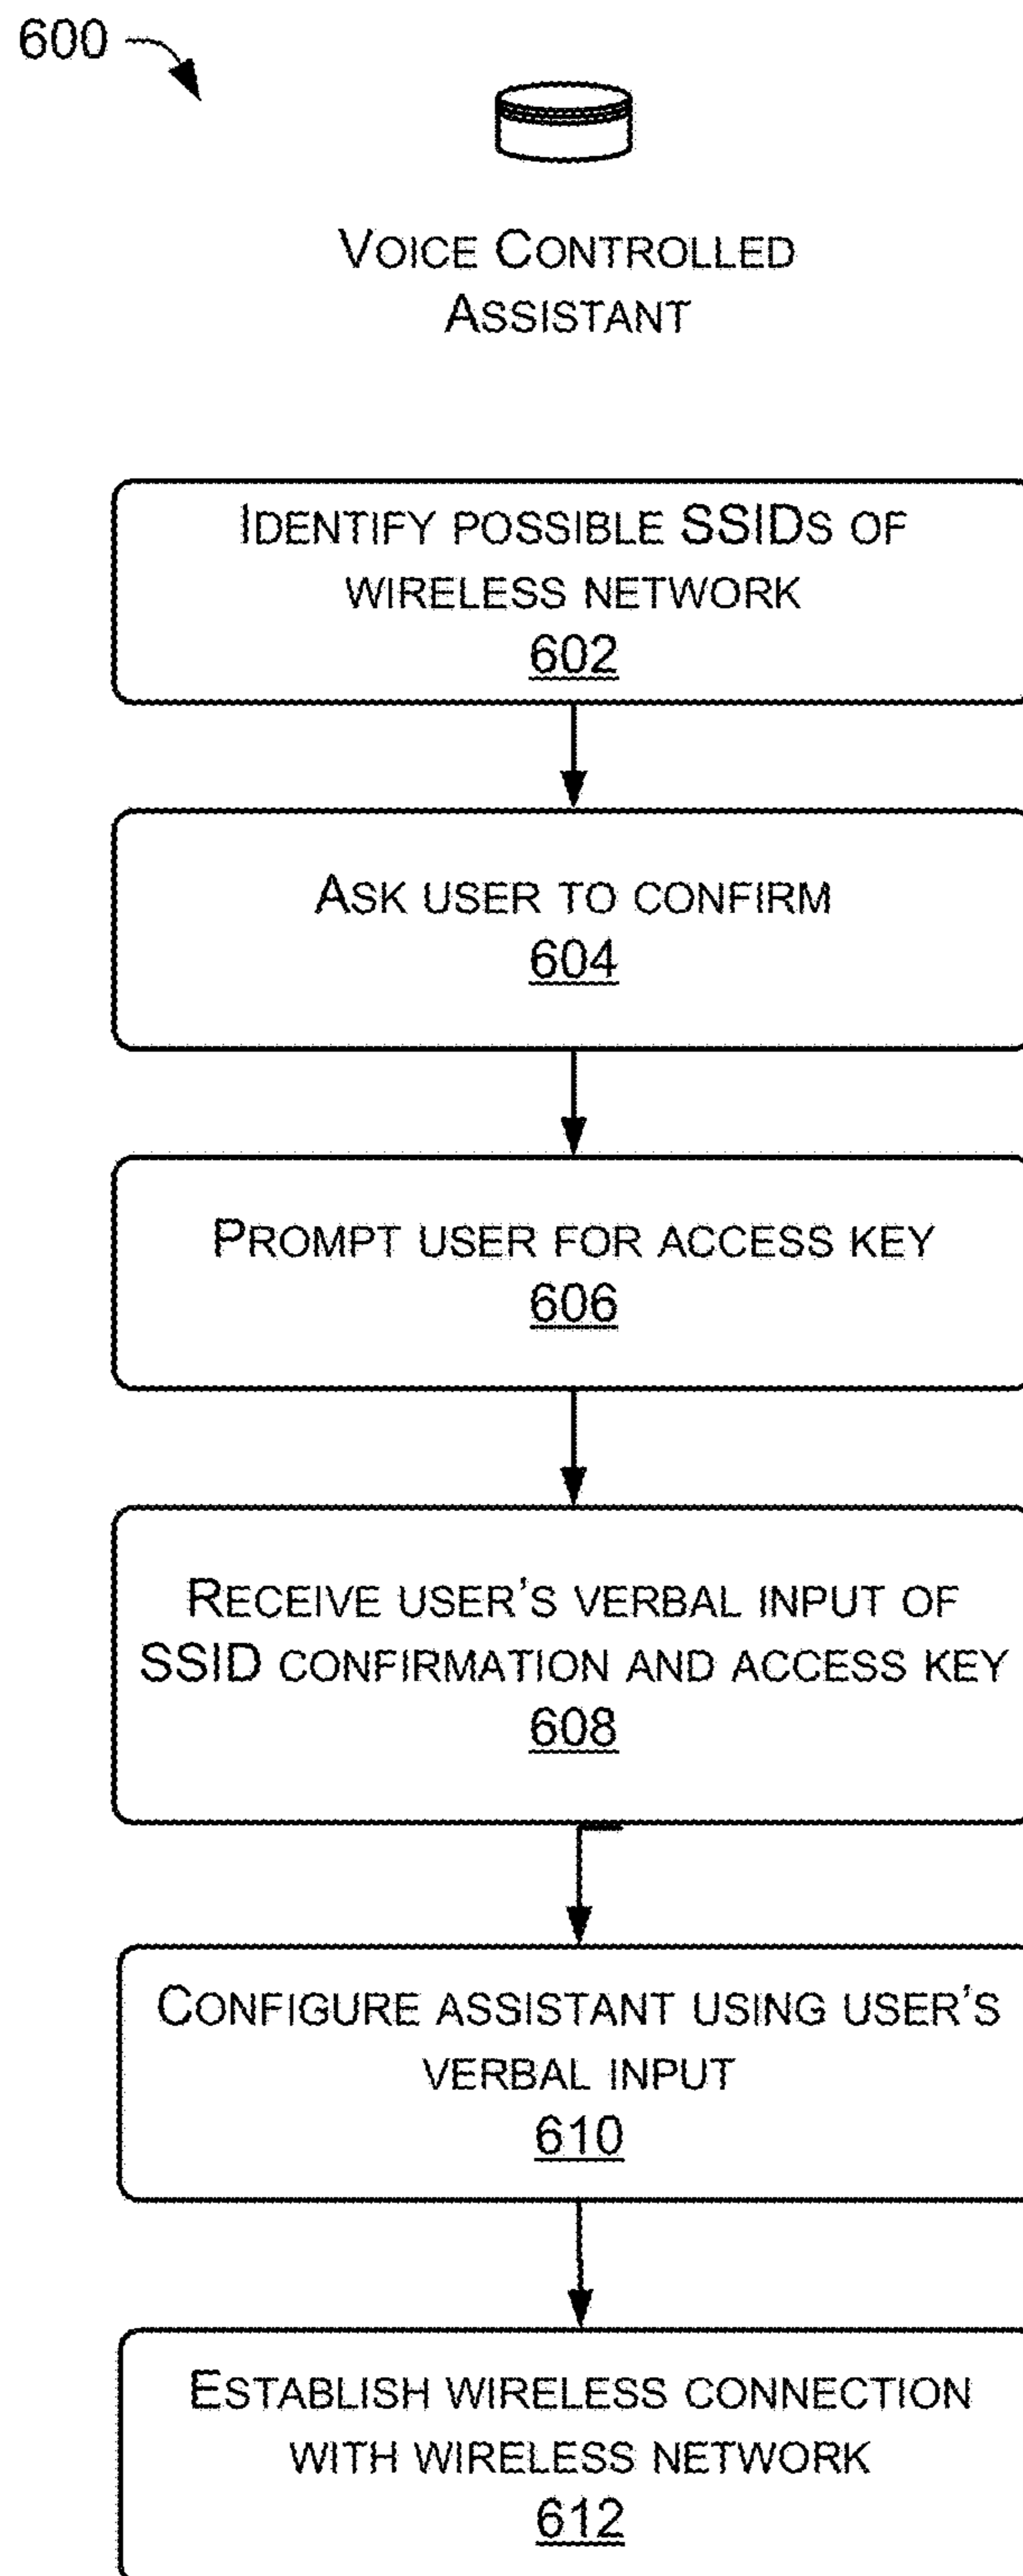 600
VOICE CONTROLLED
ASSISTANT
IDENTIFY POSSIBLE SSIDS OF
WIRELESS NETWORK
602
ASK USER TO CONFIRM
604
PROMPT USER FOR ACCESS KEY
606
RECEIVE USER'S VERBAL INPUT OF
SSID CONFIRMATION AND ACCESS KEY
608
CONFIGURE ASSISTANT USING USER'S
VERBAL INPUT
610
ESTABLISH WIRELESS CONNECTION
WITH WIRELESS NETWORK
612